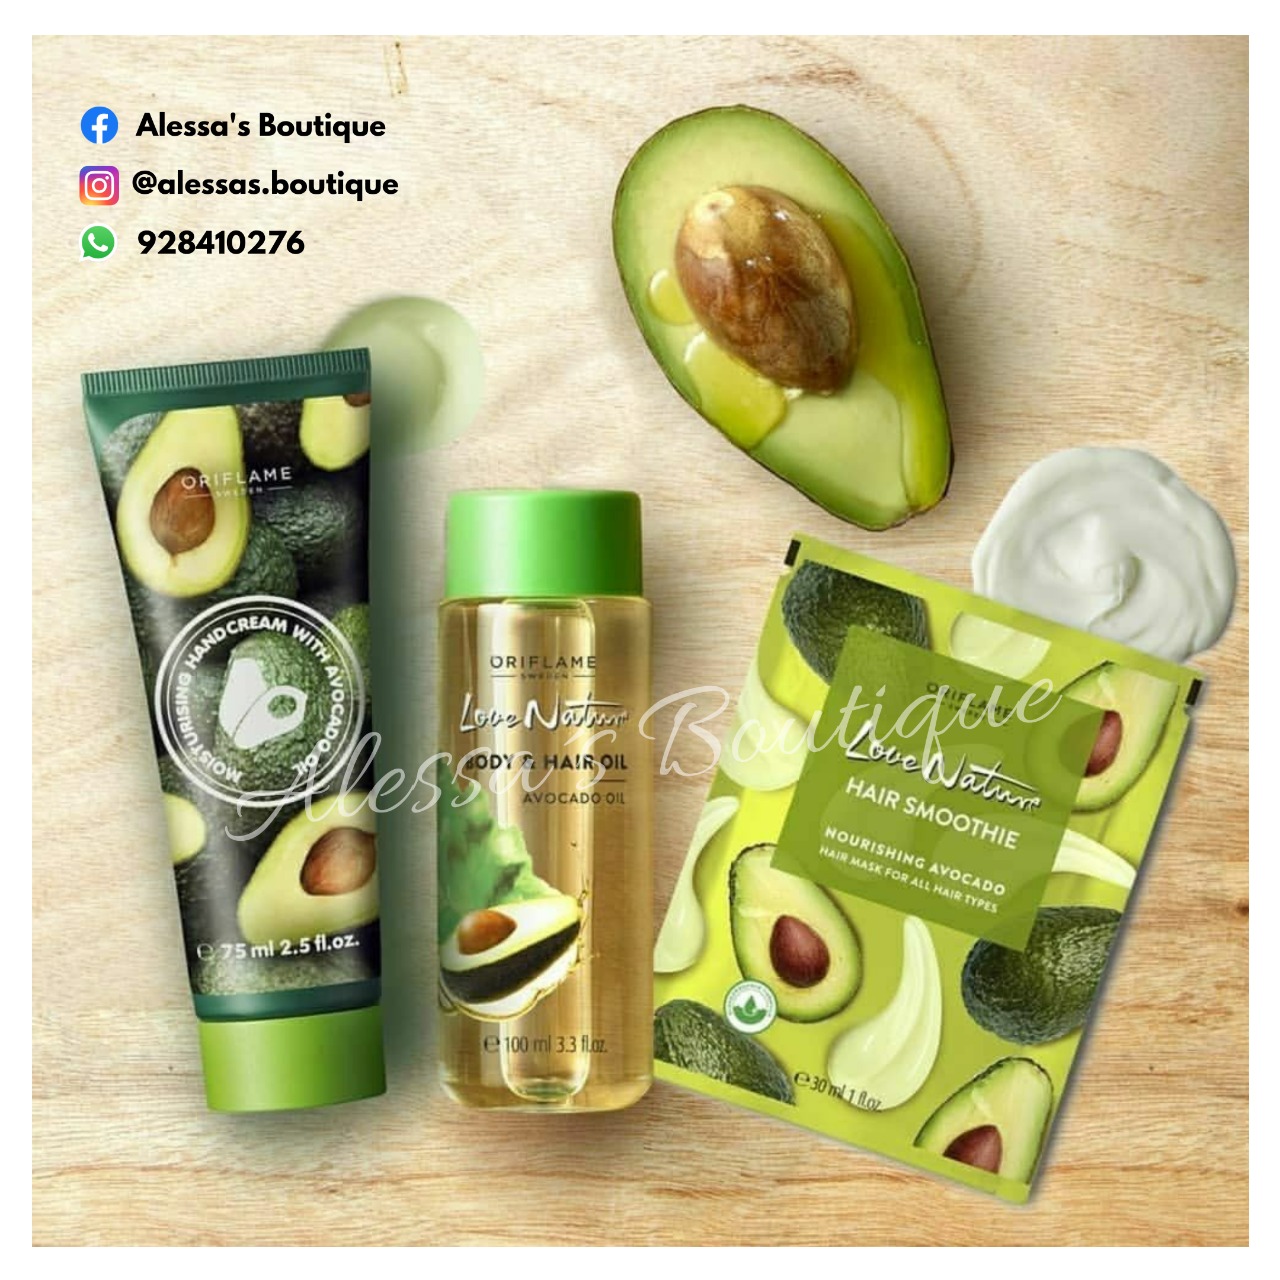 Alessa's Boutique
@alessas.boutique
928410276
ORIFLAME
SWEDEN
MOISTURISING HANDCREAM WITH AVOCADO OIL
℮ 75 ml 2.5 fl.oz.
ORIFLAME
SWEDEN
Love Nature
BODY & HAIR OIL
AVOCADO OIL
℮ 100 ml 3.3 fl.oz.
ORIFLAME
SWEDEN
Love Nature
HAIR SMOOTHIE
NOURISHING AVOCADO
HAIR MASK FOR ALL HAIR TYPES
℮ 30 ml 1 fl.oz.
Alessa's Boutique